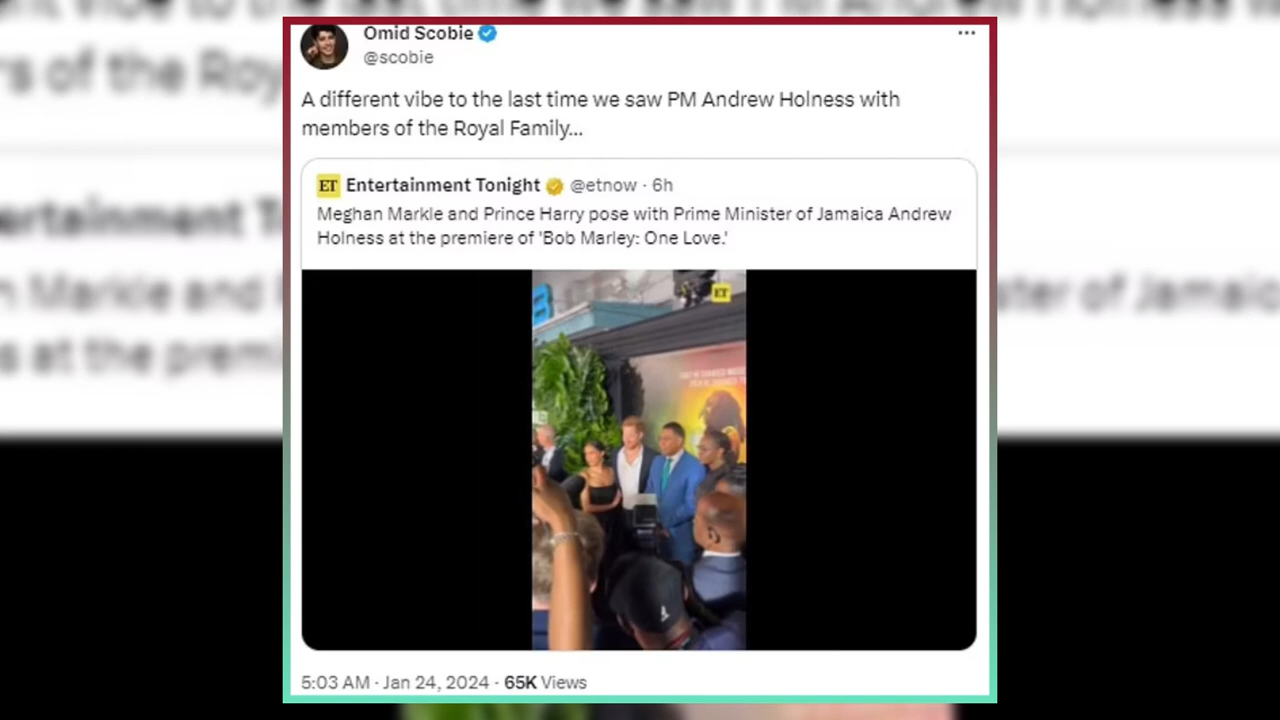 Omid Scobie
@scobie
A different vibe to the last time we saw PM Andrew Holness with
members of the Royal Family...
ET Entertainment Tonight @etnow · 6h
Meghan Markle and Prince Harry pose with Prime Minister of Jamaica Andrew
Holness at the premiere of 'Bob Marley: One Love.'
ET
5:03 AM · Jan 24, 2024 · 65K Views